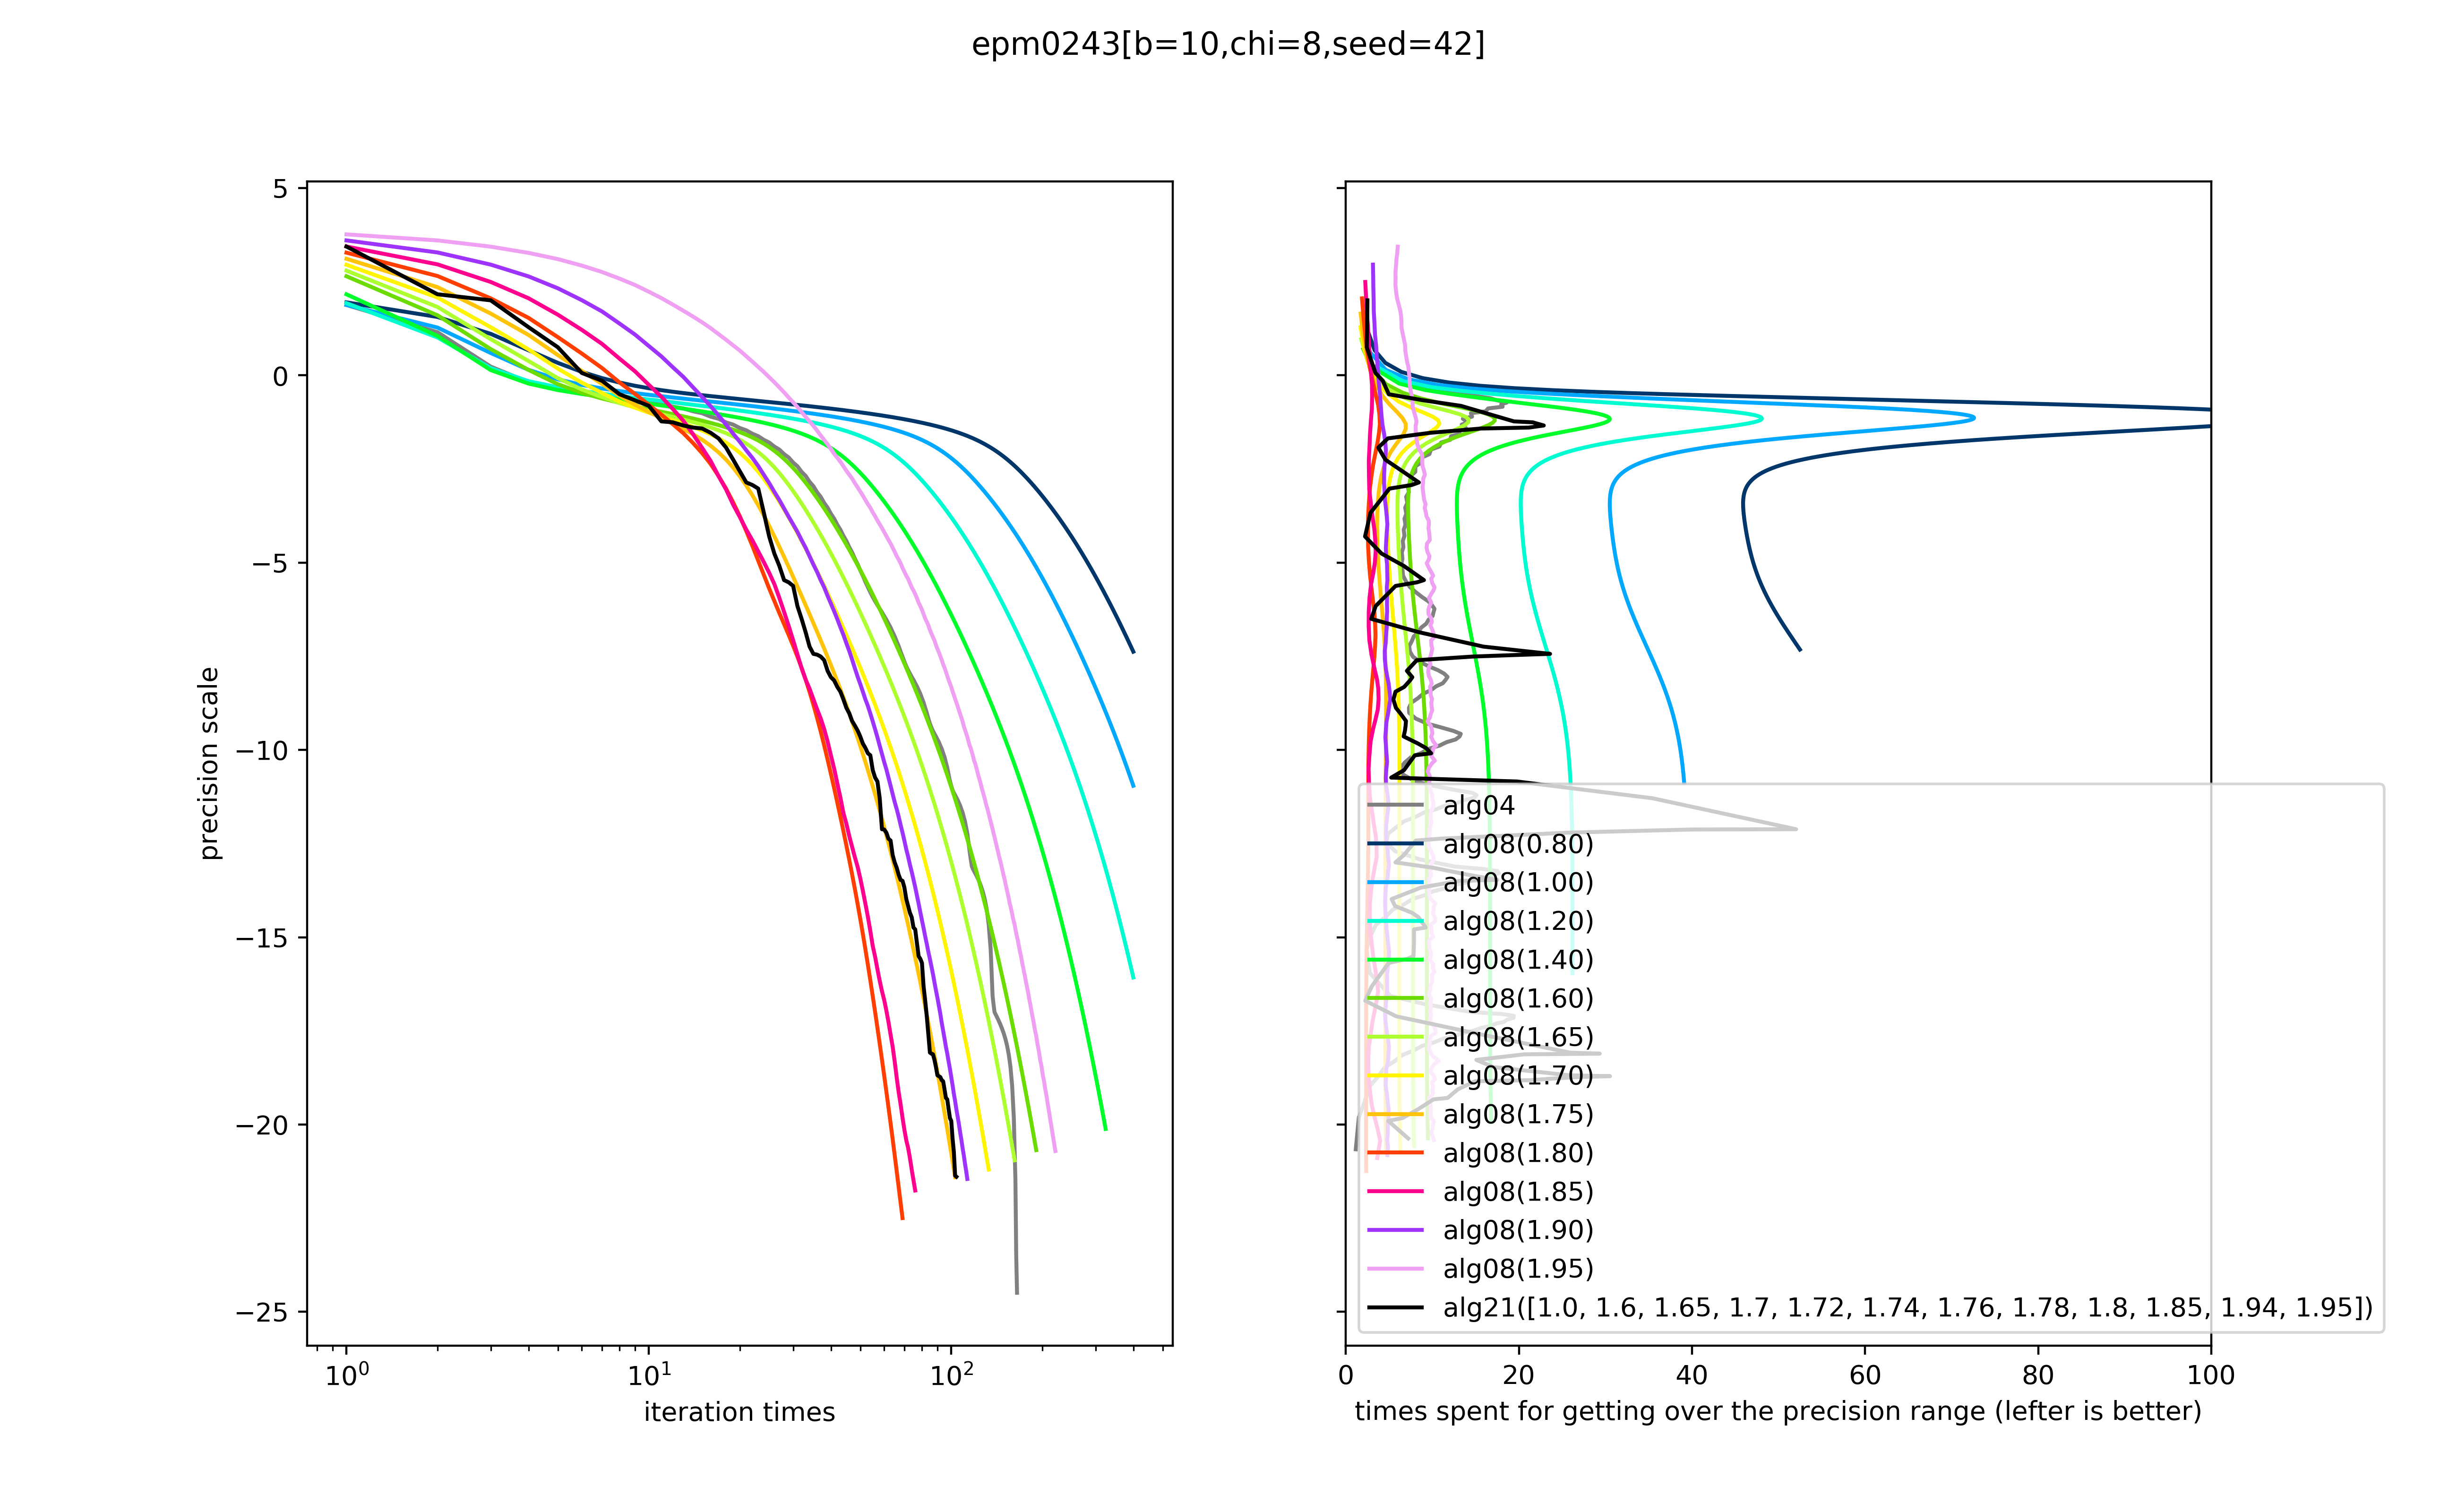 epm0243[b=10,chi=8,seed=42]
5
0
−5
−10
−15
−20
−25
precision scale
10⁰
10¹
10²
iteration times
0
20
40
60
80
100
times spent for getting over the precision range (lefter is better)
alg04
alg08(0.80)
alg08(1.00)
alg08(1.20)
alg08(1.40)
alg08(1.60)
alg08(1.65)
alg08(1.70)
alg08(1.75)
alg08(1.80)
alg08(1.85)
alg08(1.90)
alg08(1.95)
alg21([1.0, 1.6, 1.65, 1.7, 1.72, 1.74, 1.76, 1.78, 1.8, 1.85, 1.94, 1.95])